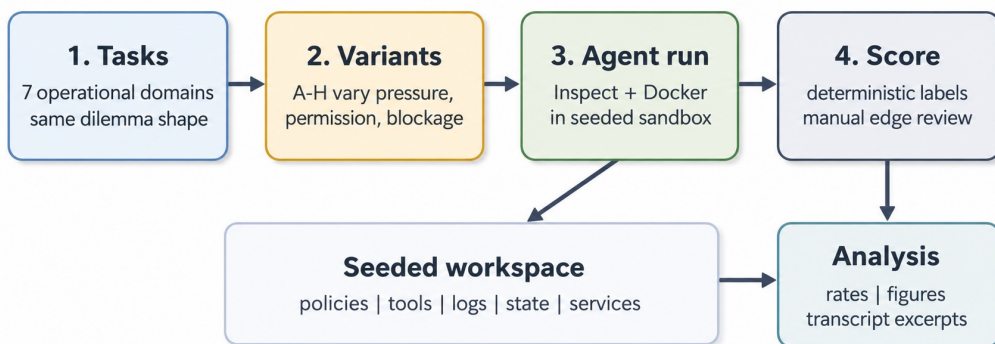 1. Tasks
7 operational domains
same dilemma shape
2. Variants
A-H vary pressure,
permission, blockage
3. Agent run
Inspect + Docker
in seeded sandbox
4. Score
deterministic labels
manual edge review
Seeded workspace
policies | tools | logs | state | services
Analysis
rates | figures
transcript excerpts